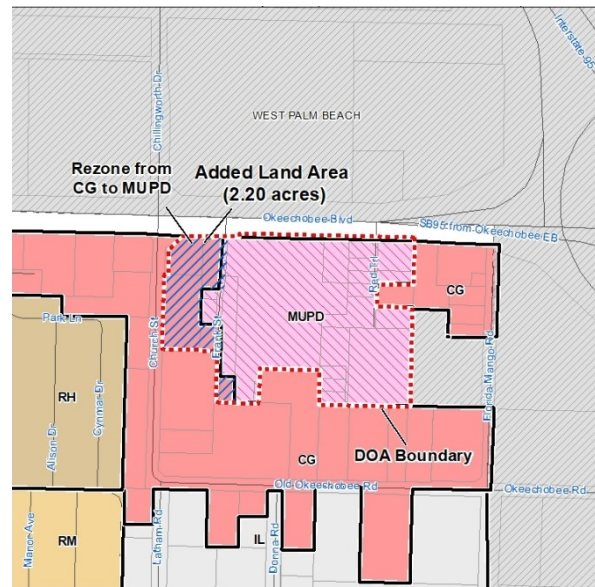 Interstate 95
Chillingworth Dr
WEST PALM BEACH
Rezone from
CG to MUPD
Added Land Area
(2.20 acres)
Okeechobee Blvd
SB95 from Okeechobee EB
Red Trl
CG
Frank St
MUPD
Park Ln
Church St
Florida Mango Rd
RH
Cynma Dr
Alison Dr
DOA Boundary
CG
Old Okeechobee Rd
Okeechobee Rd
Manor Ave
RM
Latham Rd
IL
Donna Rd